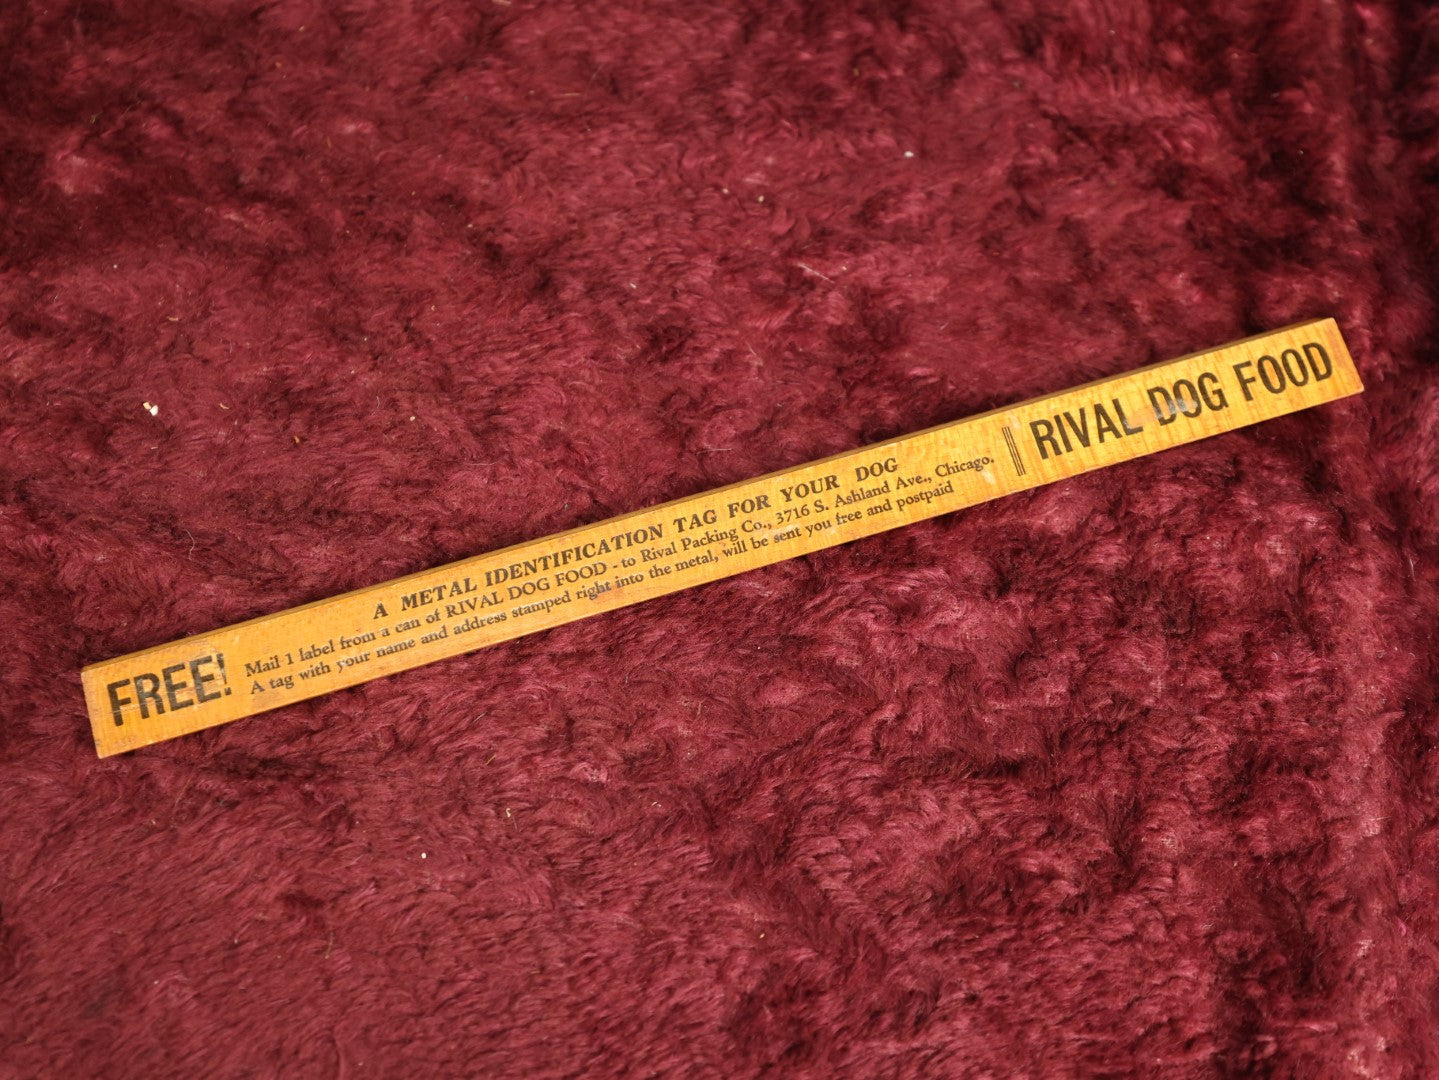 FREE!
A METAL IDENTIFICATION TAG FOR YOUR DOG
Mail 1 label from a can of RIVAL DOG FOOD - to Rival Packing Co., 3716 S. Ashland Ave., Chicago.
A tag with your name and address stamped right into the metal, will be sent you free and postpaid
RIVAL DOG FOOD